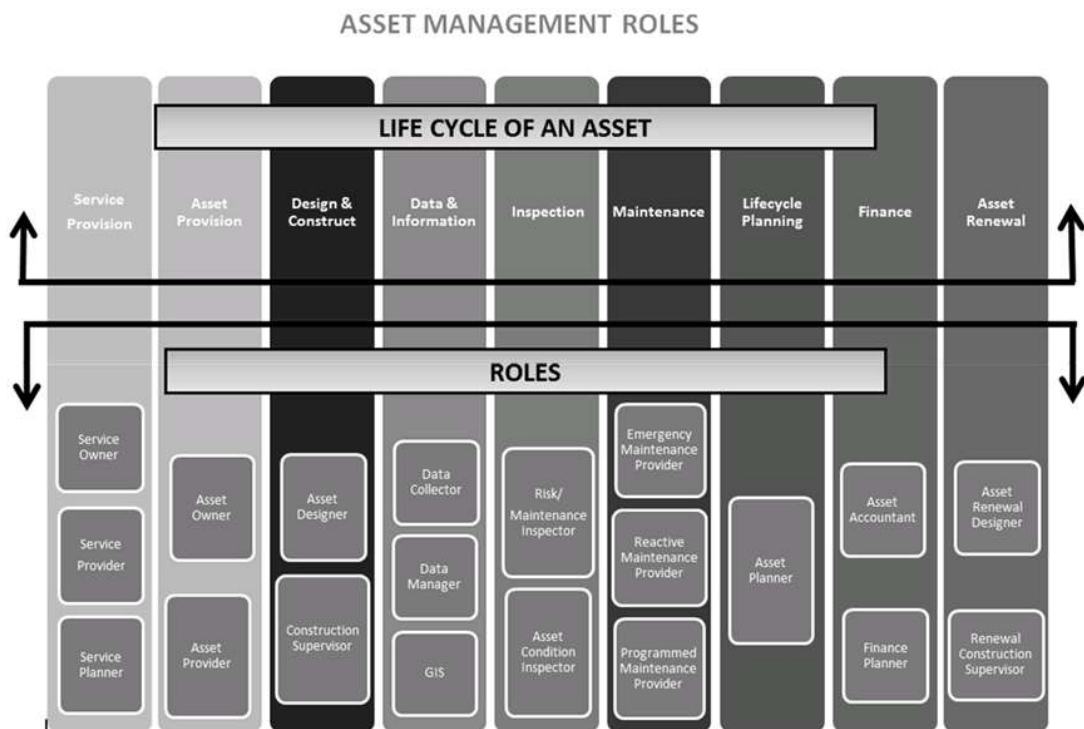 ASSET MANAGEMENT ROLES
LIFE CYCLE OF AN ASSET
Service
Provision
Asset
Provision
Design &
Construct
Data &
Information
Inspection
Maintenance
Lifecycle
Planning
Finance
Asset
Renewal
ROLES
Service
Owner
Service
Provider
Service
Planner
Asset
Owner
Asset
Provider
Asset
Designer
Construction
Supervisor
Data
Collector
Data
Manager
GIS
Risk/
Maintenance
Inspector
Asset
Condition
Inspector
Emergency
Maintenance
Provider
Reactive
Maintenance
Provider
Programmed
Maintenance
Provider
Asset
Planner
Asset
Accountant
Finance
Planner
Asset
Renewal
Designer
Renewal
Construction
Supervisor